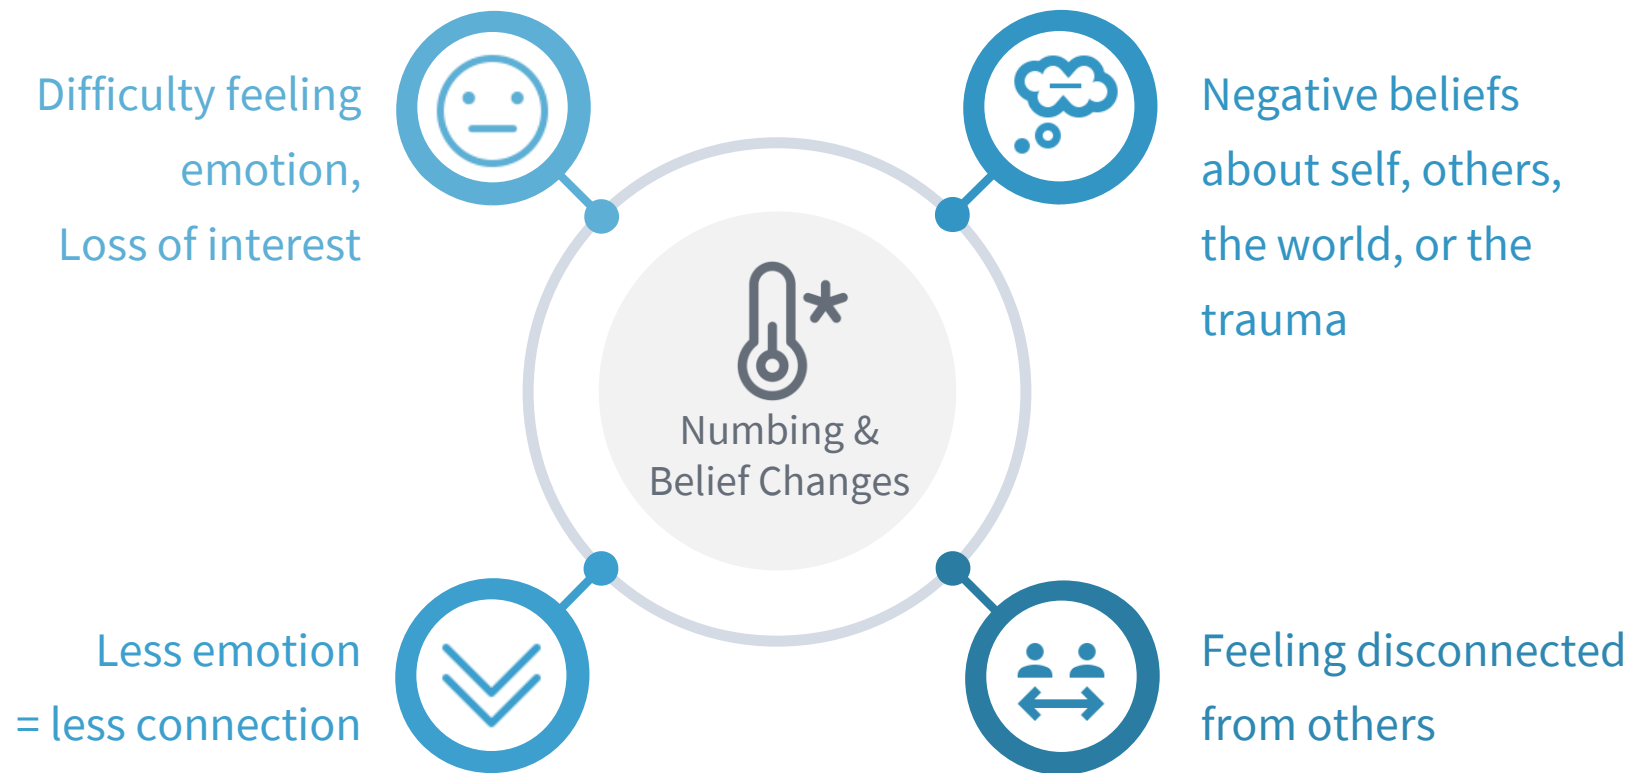 Difficulty feeling
emotion,
Loss of interest
Negative beliefs
about self, others,
the world, or the
trauma
Numbing &
Belief Changes
Less emotion
= less connection
Feeling disconnected
from others